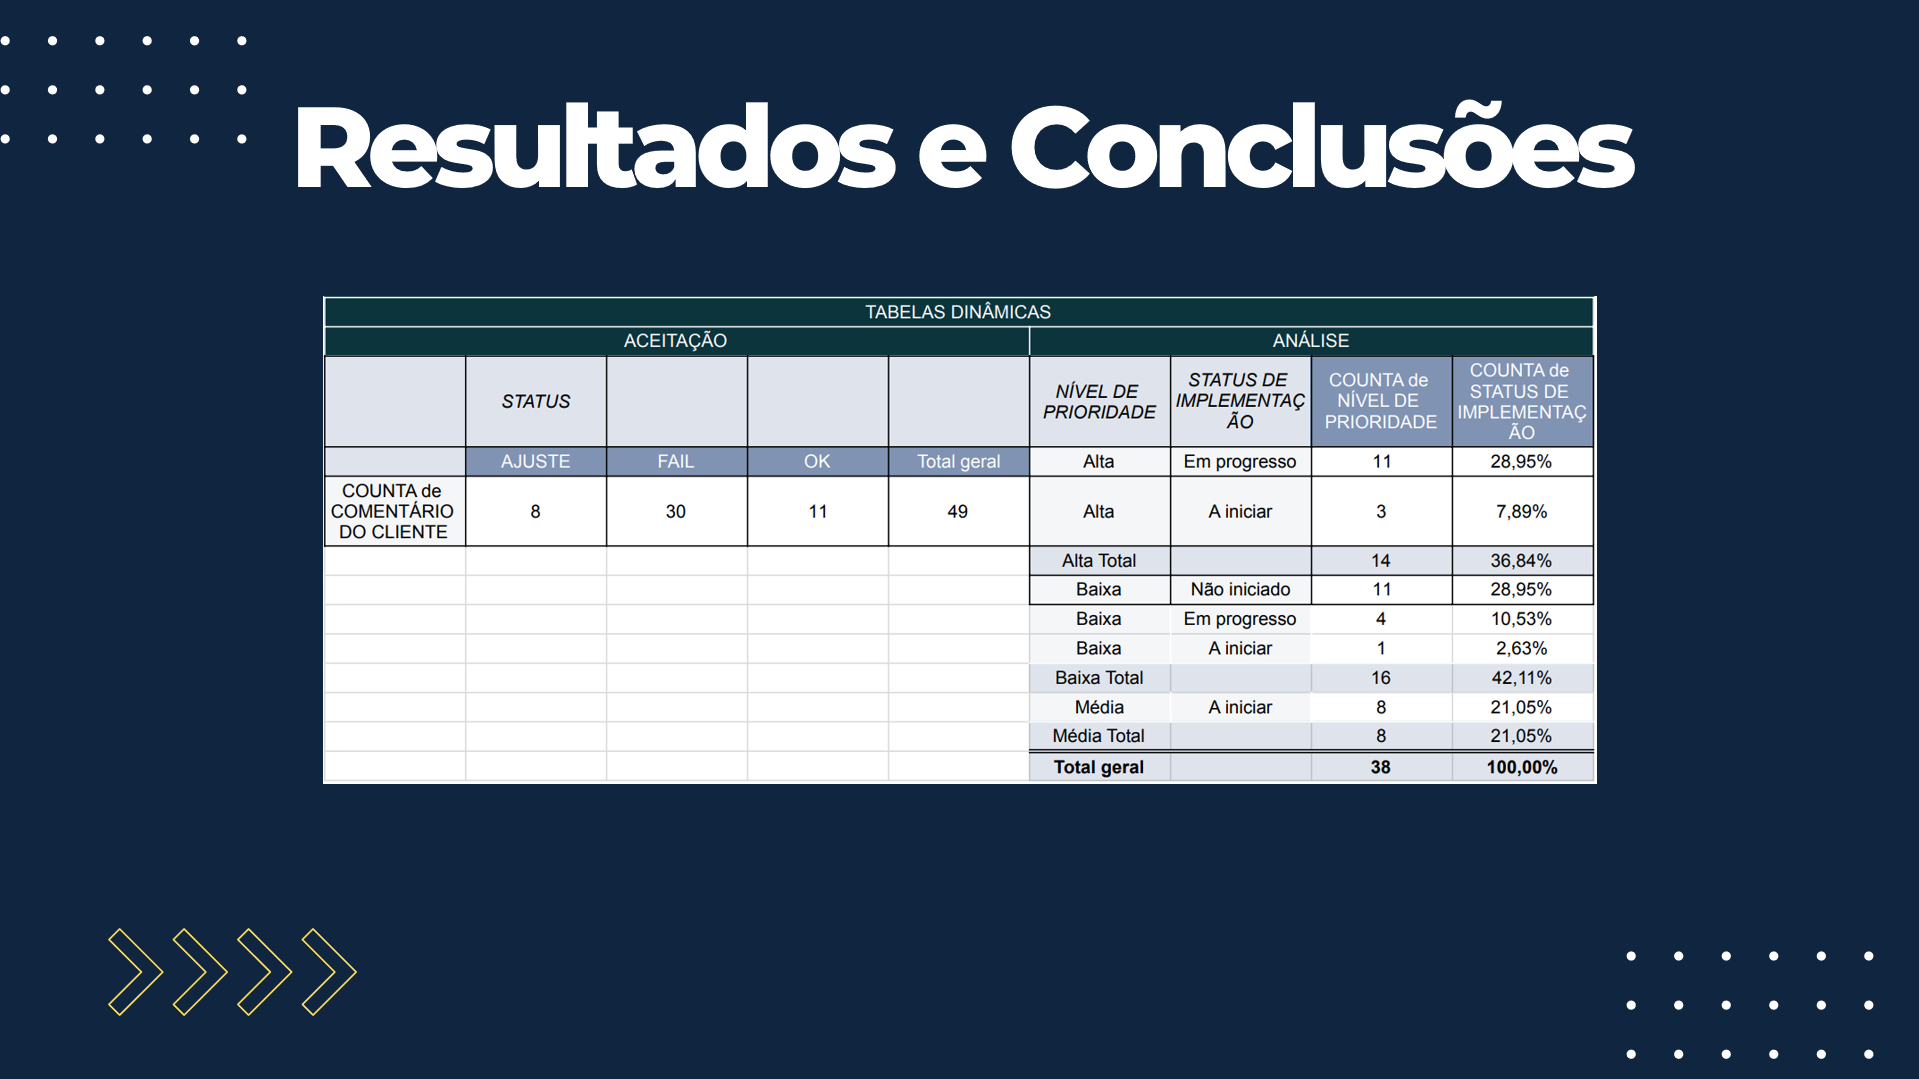 Resultados e Conclusões
TABELAS DINÂMICAS
ACEITAÇÃO ANÁLISE
STATUS NÍVEL DE PRIORIDADE STATUS DE IMPLEMENTAÇÃO COUNTA de NÍVEL DE PRIORIDADE COUNTA de STATUS DE IMPLEMENTAÇÃO
AJUSTE FAIL OK Total geral Alta Em progresso 11 28,95%
COUNTA de COMENTÁRIO DO CLIENTE 8 30 11 49 Alta A iniciar 3 7,89%
Alta Total 14 36,84%
Baixa Não iniciado 11 28,95%
Baixa Em progresso 4 10,53%
Baixa A iniciar 1 2,63%
Baixa Total 16 42,11%
Média A iniciar 8 21,05%
Média Total 8 21,05%
Total geral 38 100,00%